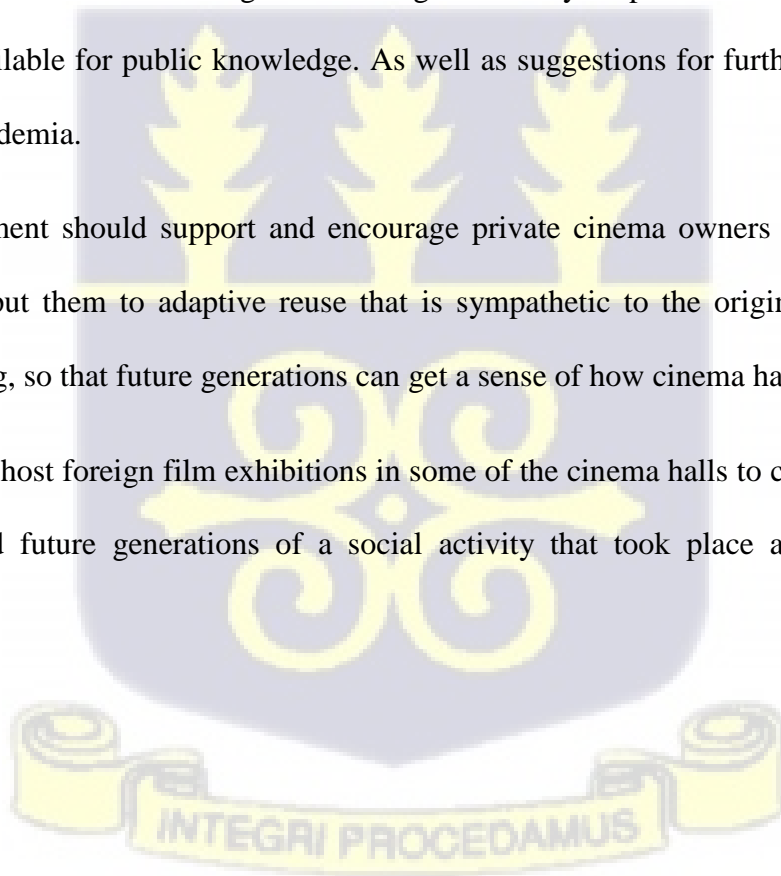 ilable for public knowledge. As well as suggestions for furth
demia.
ment should support and encourage private cinema owners
put them to adaptive reuse that is sympathetic to the origin
g, so that future generations can get a sense of how cinema ha
host foreign film exhibitions in some of the cinema halls to c
d future generations of a social activity that took place a
INTEGRI PROCEDAMUS